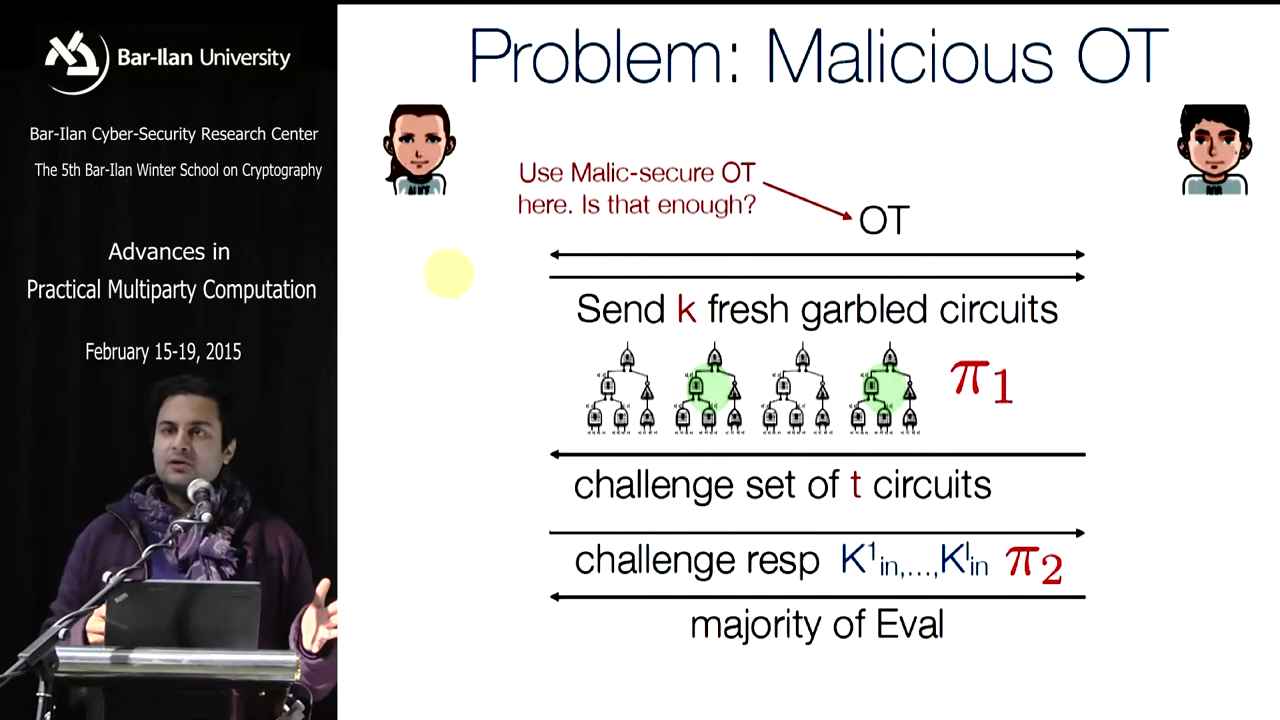 Bar-Ilan University
Bar-Ilan Cyber-Security Research Center
The 5th Bar-Ilan Winter School on Cryptography
Advances in
Practical Multiparty Computation
February 15-19, 2015
Problem: Malicious OT
Use Malic-secure OT
here. Is that enough?
OT
Send k fresh garbled circuits
π1
challenge set of t circuits
challenge resp K¹in,...,Kˡin π2
majority of Eval